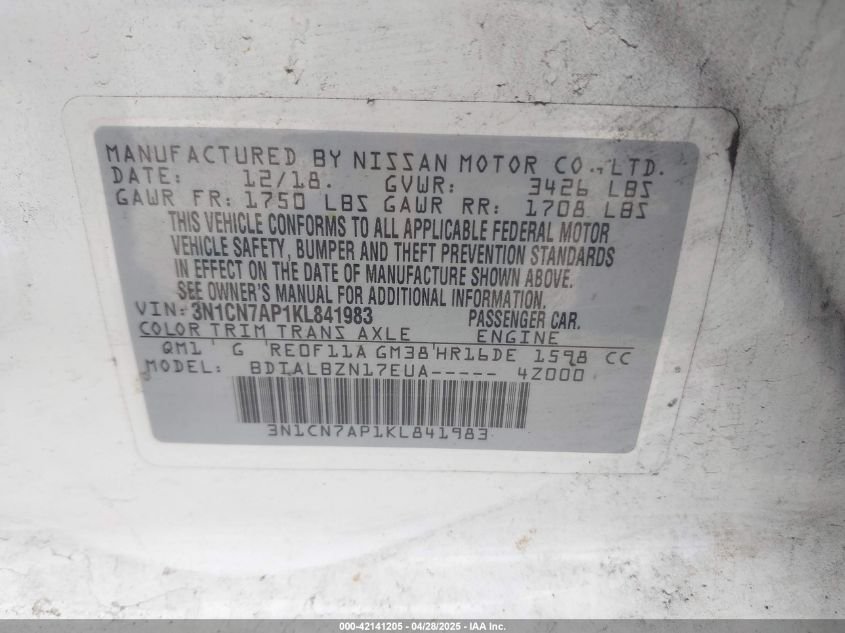 MANUFACTURED BY NISSAN MOTOR CO., LTD.
DATE: 12/18. GVWR: 3426 LBS
GAWR FR: 1750 LBS GAWR RR: 1708 LBS
THIS VEHICLE CONFORMS TO ALL APPLICABLE FEDERAL MOTOR
VEHICLE SAFETY, BUMPER AND THEFT PREVENTION STANDARDS
IN EFFECT ON THE DATE OF MANUFACTURE SHOWN ABOVE.
SEE OWNER'S MANUAL FOR ADDITIONAL INFORMATION.
VIN: 3N1CN7AP1KL841983 PASSENGER CAR.
COLOR TRIM TRANS AXLE ENGINE
QM1 G RE0F11A GM38 HR16DE 1598 CC
MODEL: BDTALBZN17EUA----- 4Z000
3N1CN7AP1KL841983
000-42141205 - 04/28/2025 - IAA Inc.